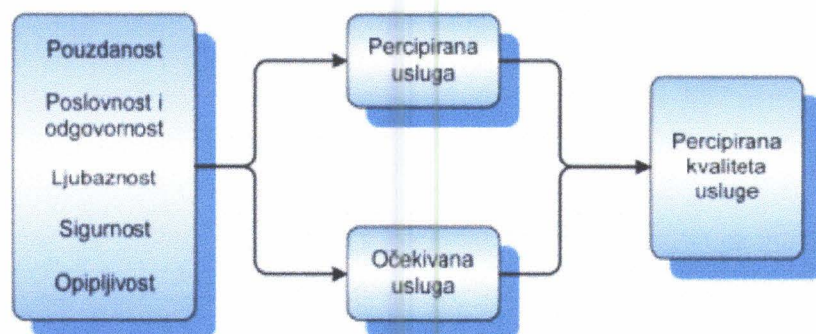 Pouzdanost
Poslovnost i
odgovornost
Ljubaznost
Sigurnost
Opipljivost
Percipirana
usluga
Očekivana
usluga
Percipirana
kvaliteta
usluge